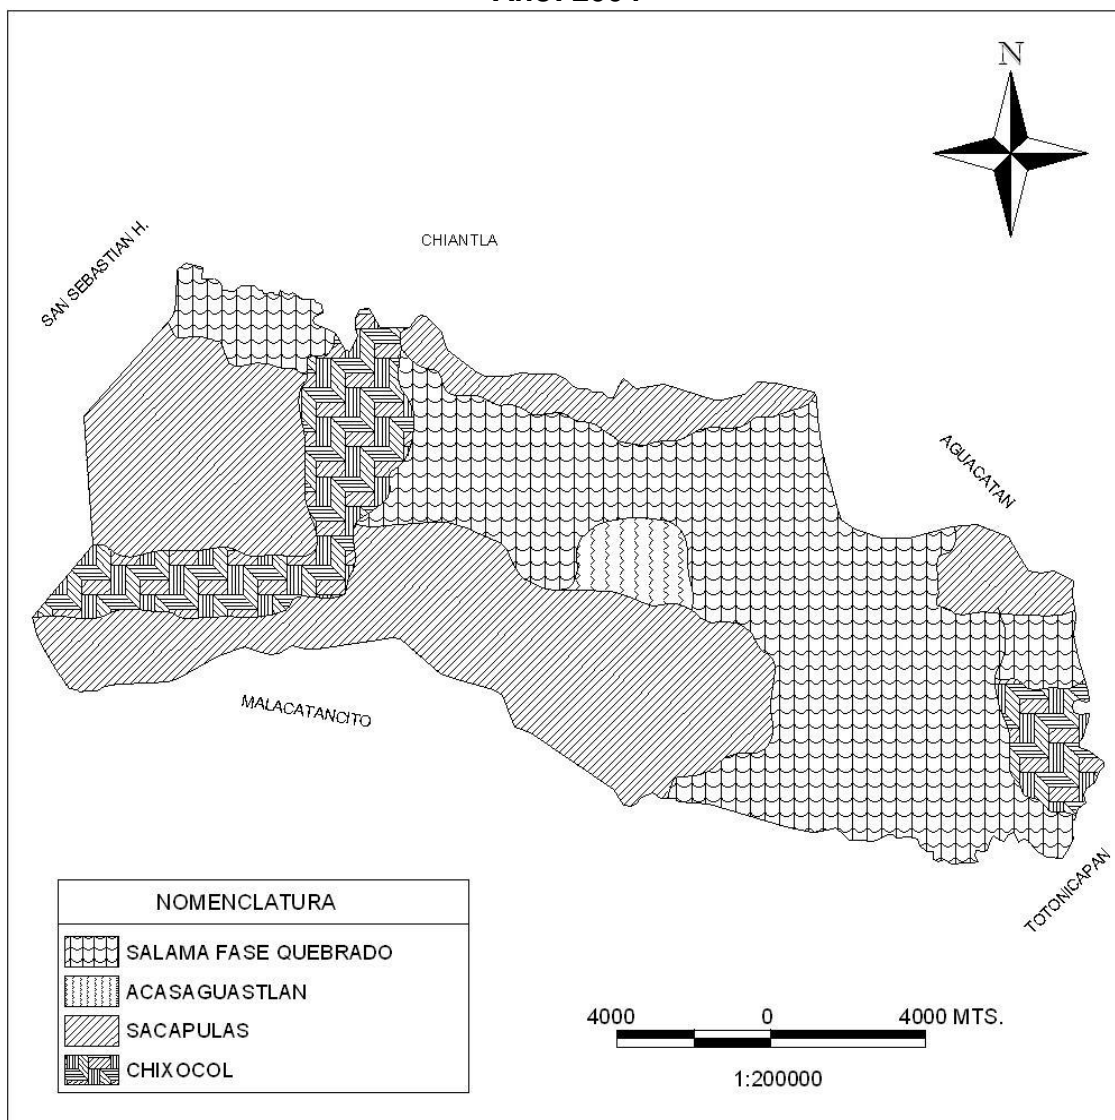 N
CHIANTLA
SAN SEBASTIAN H.
AGUACATAN
MALACATANCITO
TOTONICAPAN
NOMENCLATURA
SALAMA FASE QUEBRADO
ACASAGUASTLAN
SACAPULAS
CHIXOCOL
4000 0 4000 MTS.
1:200000